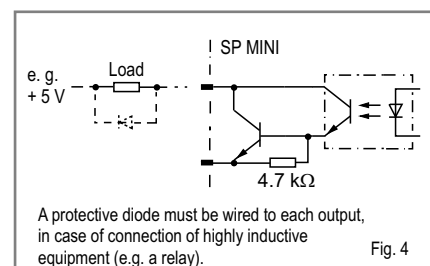 SP MINI
e. g.
+ 5 V
Load
4.7 kΩ
A protective diode must be wired to each output,
in case of connection of highly inductive
equipment (e.g. a relay).
Fig. 4